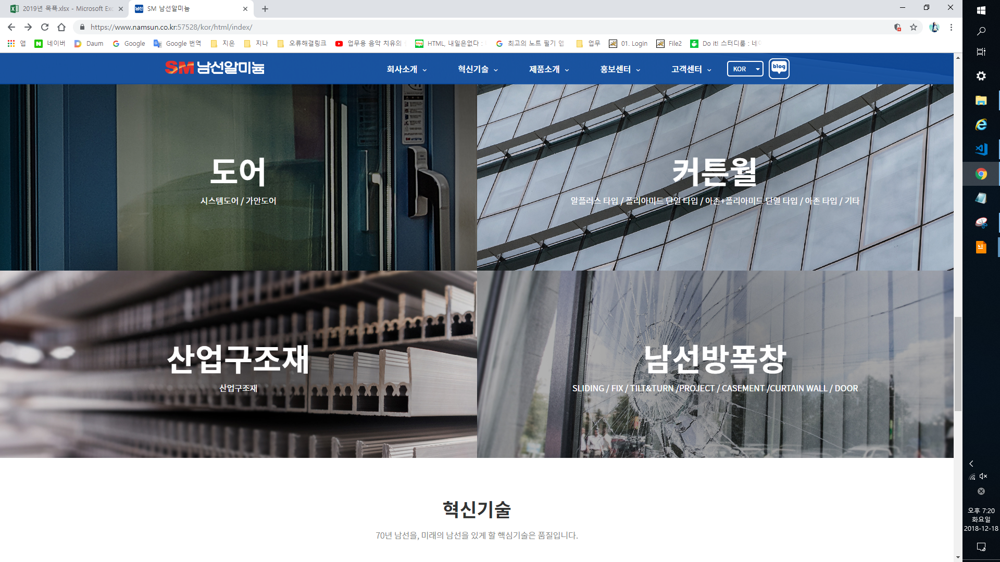 2019년 목폭.xlsx - Microsoft Exc
SM 남선알미늄
https://www.namsun.co.kr:57528/kor/html/index/
앱
네이버
Daum
Google
Google 번역
지은
지나
오류해결링크
업무용 음악 치유의
HTML, 내일은없다 :
최고의 노트 필기 앱
업무
01. Login
File2
Do it! 스터디룸 : 네이
SM 남선알미늄
회사소개
혁신기술
제품소개
홍보센터
고객센터
KOR
blog
도어
시스템도어 / 가안도어
커튼월
알플러스 타입 / 폴리아미드 단열 타입 / 아존+폴리아미드 단열 타입 / 아존 타입 / 기타
산업구조재
산업구조재
남선방폭창
SLIDING / FIX / TILT&TURN /PROJECT / CASEMENT /CURTAIN WALL / DOOR
혁신기술
70년 남선을, 미래의 남선을 있게 할 핵심기술은 품질입니다.
오후 7:20
화요일
2018-12-18